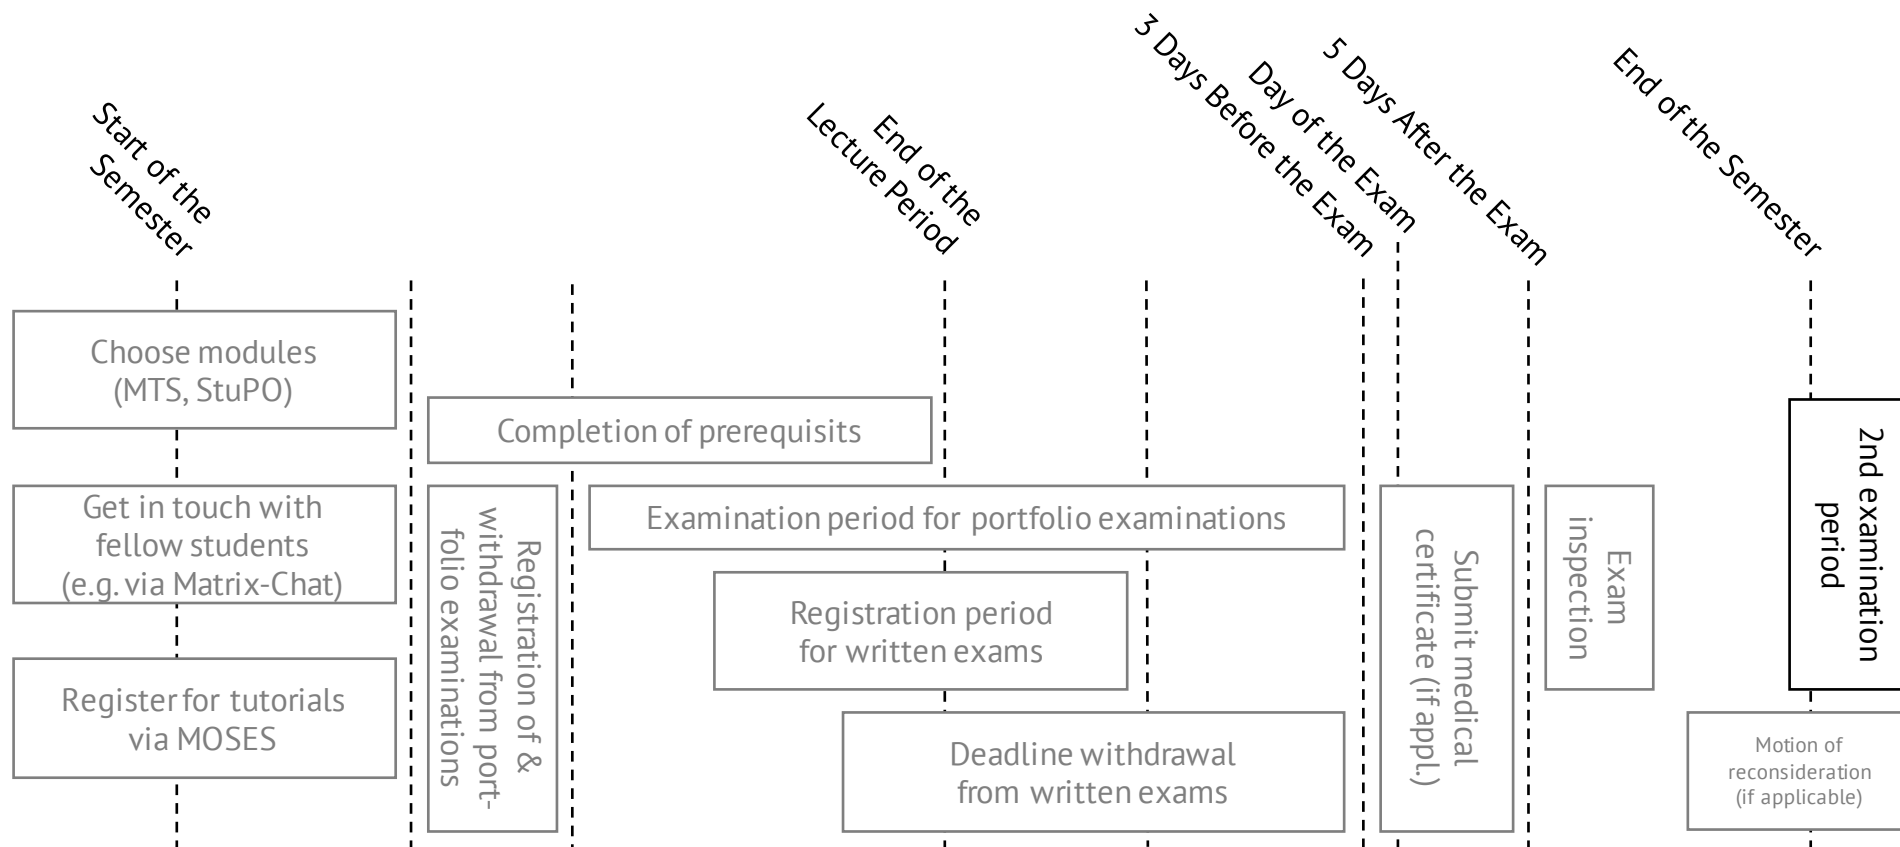 Start of the
Semester
End of the
Lecture Period
3 Days Before the Exam
Day of the Exam
5 Days After the Exam
End of the Semester
Choose modules
(MTS, StuPO)
Completion of prerequisits
Get in touch with
fellow students
(e.g. via Matrix-Chat)
Registration of &
withdrawal from port-
folio examinations
Examination period for portfolio examinations
Registration period
for written exams
Submit medical
certificate (if appl.)
Exam
inspection
2nd examination
period
Register for tutorials
via MOSES
Deadline withdrawal
from written exams
Motion of
reconsideration
(if applicable)